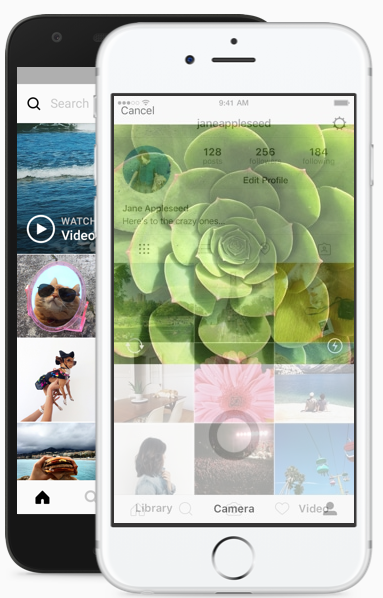 Search
WATCH
Video
9:41 AM
Cancel
janeappleseed
128
256
184
posts
followers
following
Edit Profile
Jane Appleseed
Here's to the crazy ones...
Library
Camera
Video